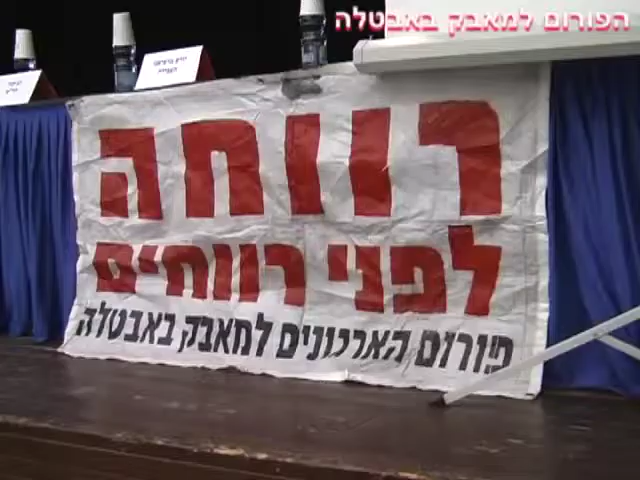 הפורום למאבק באבטלה
רווחה
לפני רווחים
פורום הארגונים למאבק באבטלה